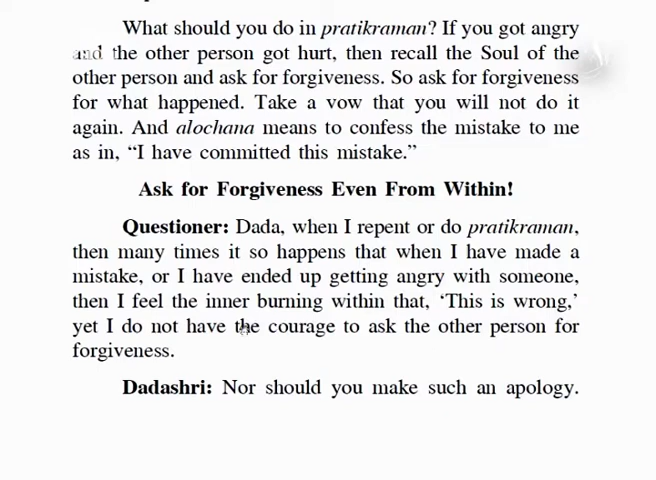 What should you do in pratikraman? If you got angry
and the other person got hurt, then recall the Soul of the
other person and ask for forgiveness. So ask for forgiveness
for what happened. Take a vow that you will not do it
again. And alochana means to confess the mistake to me
as in, “I have committed this mistake.”
Ask for Forgiveness Even From Within!
Questioner: Dada, when I repent or do pratikraman,
then many times it so happens that when I have made a
mistake, or I have ended up getting angry with someone,
then I feel the inner burning within that, ‘This is wrong,’
yet I do not have the courage to ask the other person for
forgiveness.
Dadashri: Nor should you make such an apology.